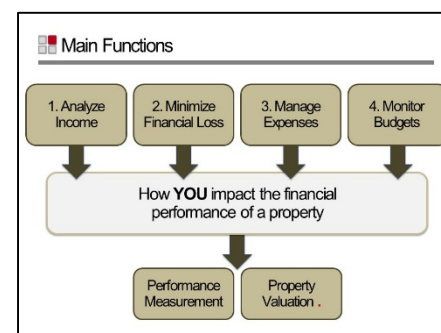 Main Functions
1. Analyze
Income
2. Minimize
Financial Loss
3. Manage
Expenses
4. Monitor
Budgets
How YOU impact the financial
performance of a property
Performance
Measurement
Property
Valuation .